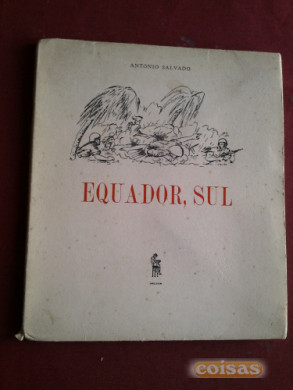 ANTONIO SALVADO
EQUADOR, SUL
coisas